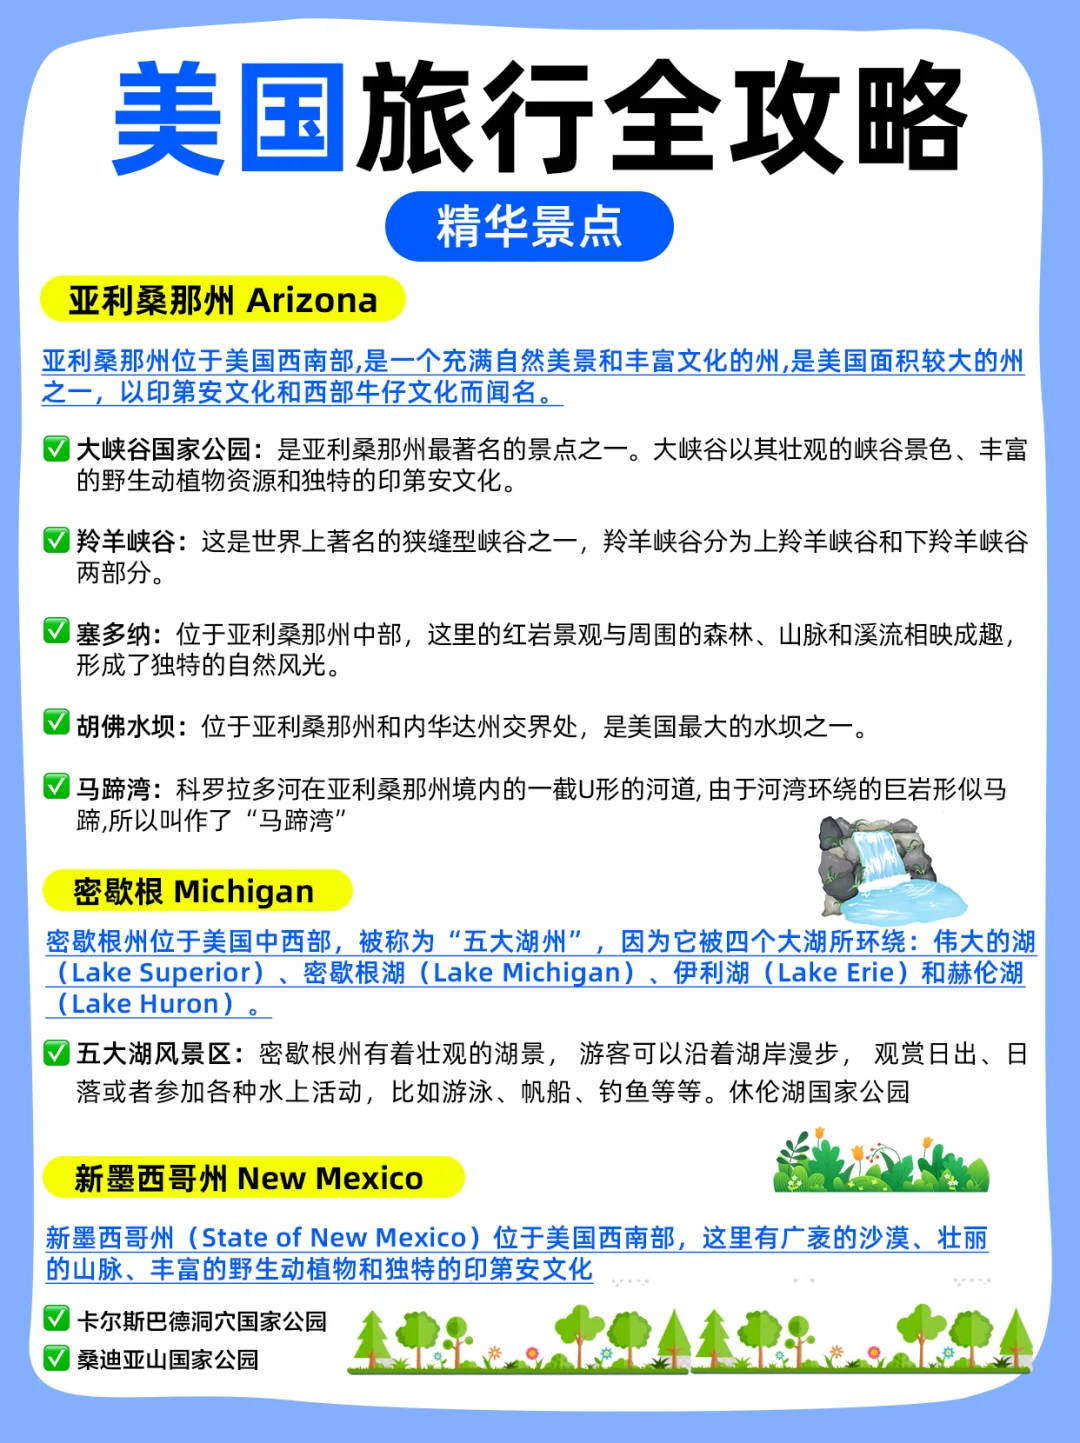 美国旅行全攻略
精华景点
亚利桑那州 Arizona
亚利桑那州位于美国西南部,是一个充满自然美景和丰富文化的州,是美国面积较大的州
之一，以印第安文化和西部牛仔文化而闻名。
大峡谷国家公园：是亚利桑那州最著名的景点之一。大峡谷以其壮观的峡谷景色、丰富
的野生动植物资源和独特的印第安文化。
羚羊峡谷：这是世界上著名的狭缝型峡谷之一，羚羊峡谷分为上羚羊峡谷和下羚羊峡谷
两部分。
塞多纳：位于亚利桑那州中部，这里的红岩景观与周围的森林、山脉和溪流相映成趣，
形成了独特的自然风光。
胡佛水坝：位于亚利桑那州和内华达州交界处，是美国最大的水坝之一。
马蹄湾：科罗拉多河在亚利桑那州境内的一截U形的河道,由于河湾环绕的巨岩形似马
蹄,所以叫作了“马蹄湾”
密歇根 Michigan
密歇根州位于美国中西部，被称为“五大湖州”，因为它被四个大湖所环绕：伟大的湖
（Lake Superior）、密歇根湖（Lake Michigan）、伊利湖（Lake Erie）和赫伦湖
（Lake Huron）。
五大湖风景区：密歇根州有着壮观的湖景， 游客可以沿着湖岸漫步， 观赏日出、日
落或者参加各种水上活动，比如游泳、帆船、钓鱼等等。休伦湖国家公园
新墨西哥州 New Mexico
新墨西哥州（State of New Mexico）位于美国西南部，这里有广袤的沙漠、壮丽
的山脉、丰富的野生动植物和独特的印第安文化
卡尔斯巴德洞穴国家公园
桑迪亚山国家公园